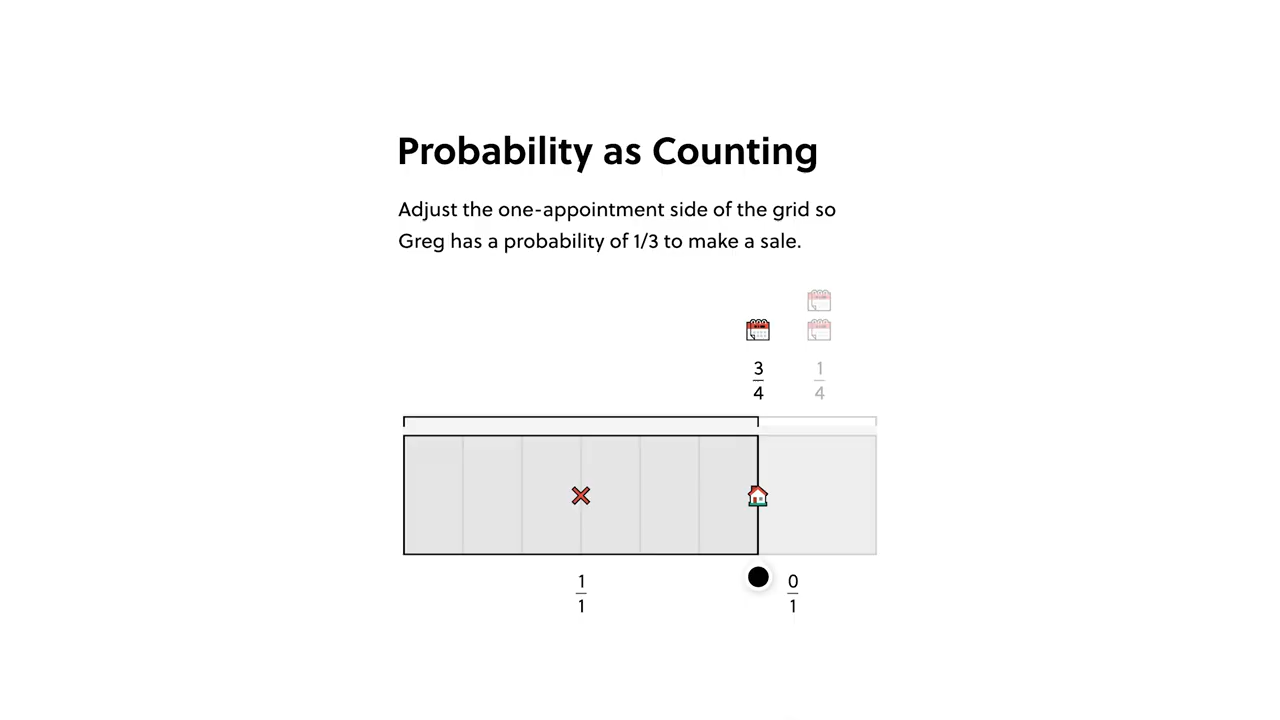 Probability as Counting
Adjust the one-appointment side of the grid so
Greg has a probability of 1/3 to make a sale.
3 1
4 4
1 0
1 1